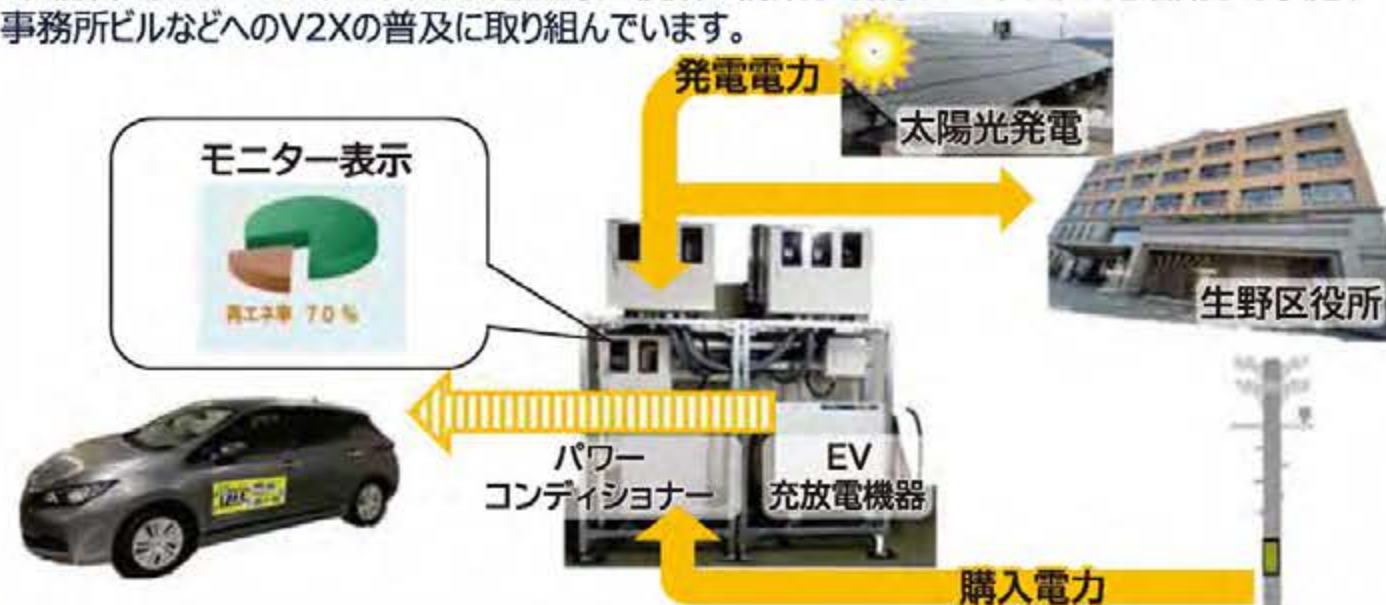 事務所ビルなどへのV2Xの普及に取り組んでいます。
発電電力
太陽光発電
モニター表示
再エネ率 70%
生野区役所
パワー
コンディショナー
EV
充放電機器
購入電力